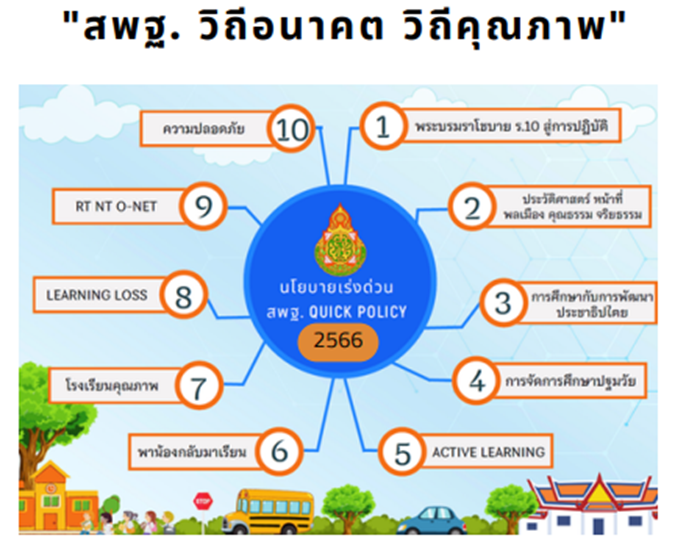 "สพฐ. วิถีอนาคต วิถีคุณภาพ"
นโยบายเร่งด่วน
สพฐ. QUICK POLICY
2566
1 พระบรมราโชบาย ร.10 สู่การปฏิบัติ
2 ประวัติศาสตร์ หน้าที่
พลเมือง คุณธรรม จริยธรรม
3 การศึกษากับการพัฒนา
ประชาธิปไตย
4 การจัดการศึกษาปฐมวัย
5 ACTIVE LEARNING
6 พาน้องกลับมาเรียน
7 โรงเรียนคุณภาพ
8 LEARNING LOSS
9 RT NT O-NET
10 ความปลอดภัย
STOP